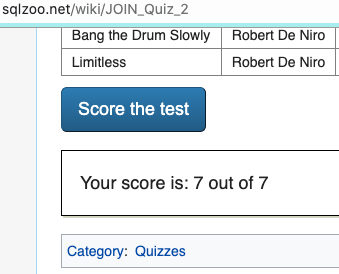 sqlzoo.net/wiki/JOIN_Quiz_2
Bang the Drum Slowly Robert De Niro
Limitless Robert De Niro
Score the test
Your score is: 7 out of 7
Category: Quizzes